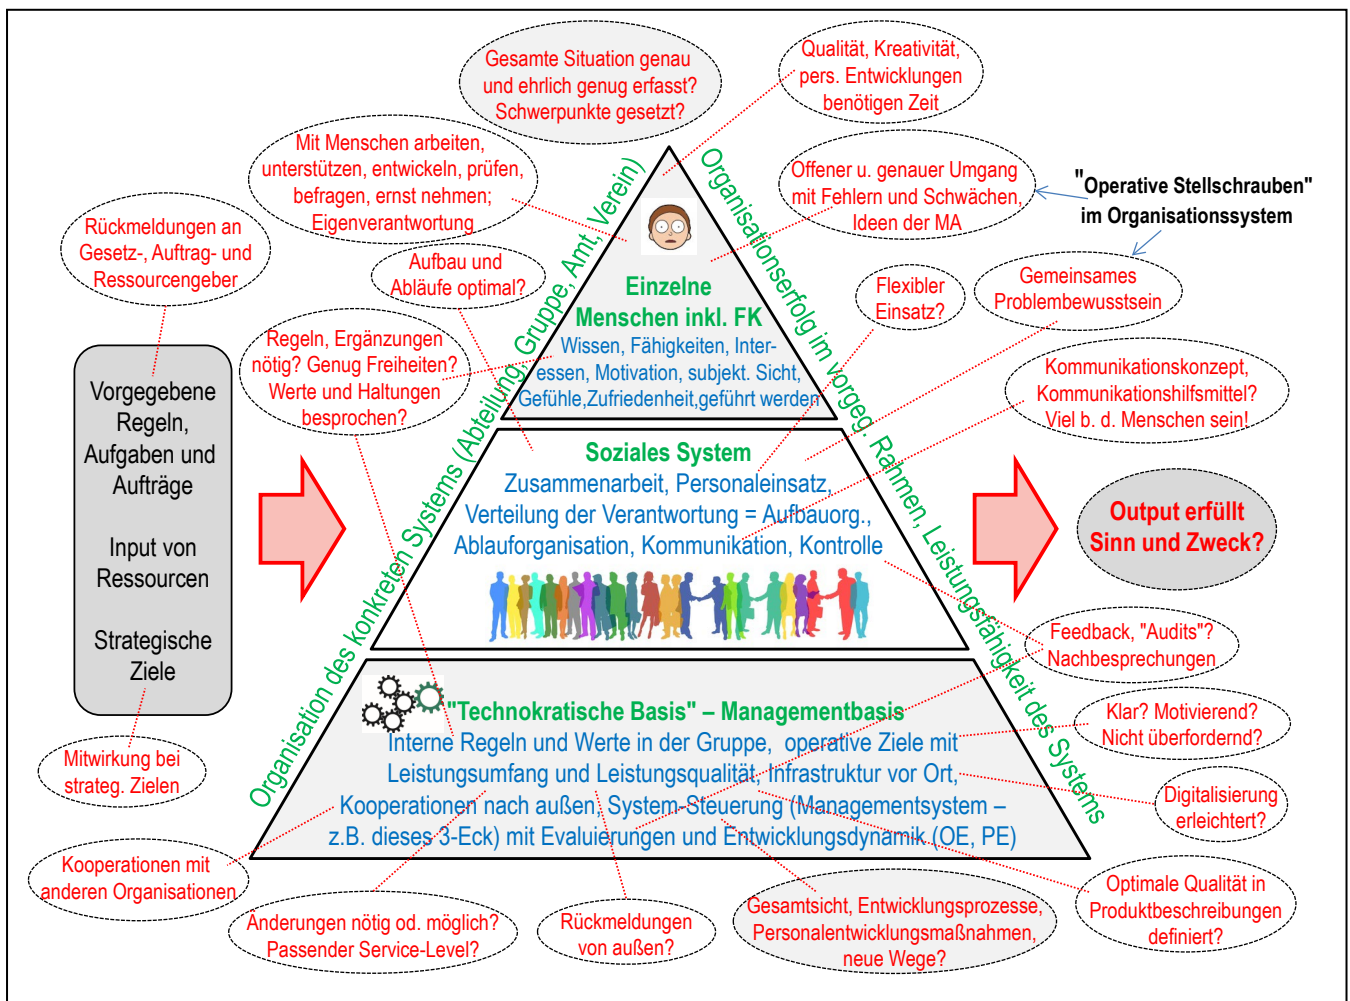 Gesamte Situation genau
und ehrlich genug erfasst?
Schwerpunkte gesetzt?
Qualität, Kreativität,
pers. Entwicklungen
benötigen Zeit
Mit Menschen arbeiten,
unterstützen, entwickeln, prüfen,
befragen, ernst nehmen;
Eigenverantwortung
Offener u. genauer Umgang
mit Fehlern und Schwächen,
Ideen der MA
"Operative Stellschrauben"
im Organisationssystem
Rückmeldungen an
Gesetz-, Auftrag- und
Ressourcengeber
Aufbau und
Abläufe optimal?
Flexibler
Einsatz?
Gemeinsames
Problembewusstsein
Regeln, Ergänzungen
nötig? Genug Freiheiten?
Werte und Haltungen
besprochen?
Kommunikationskonzept,
Kommunikationshilfsmittel?
Viel b. d. Menschen sein!
Organisation des konkreten Systems (Abteilung, Gruppe, Amt, Verein)
Organisationserfolg im vorgeg. Rahmen, Leistungsfähigkeit des Systems
Einzelne
Menschen inkl. FK
Wissen, Fähigkeiten, Inter-
essen, Motivation, subjekt. Sicht,
Gefühle,Zufriedenheit,geführt werden
Vorgegebene
Regeln,
Aufgaben und
Aufträge
Input von
Ressourcen
Strategische
Ziele
Soziales System
Zusammenarbeit, Personaleinsatz,
Verteilung der Verantwortung = Aufbauorg.,
Ablauforganisation, Kommunikation, Kontrolle
Output erfüllt
Sinn und Zweck?
Feedback, "Audits"?
Nachbesprechungen
"Technokratische Basis" – Managementbasis
Interne Regeln und Werte in der Gruppe, operative Ziele mit
Leistungsumfang und Leistungsqualität, Infrastruktur vor Ort,
Kooperationen nach außen, System-Steuerung (Managementsystem –
z.B. dieses 3-Eck) mit Evaluierungen und Entwicklungsdynamik (OE, PE)
Klar? Motivierend?
Nicht überfordernd?
Mitwirkung bei
strateg. Zielen
Digitalisierung
erleichtert?
Kooperationen mit
anderen Organisationen
Änderungen nötig od. möglich?
Passender Service-Level?
Rückmeldungen
von außen?
Gesamtsicht, Entwicklungsprozesse,
Personalentwicklungsmaßnahmen,
neue Wege?
Optimale Qualität in
Produktbeschreibungen
definiert?